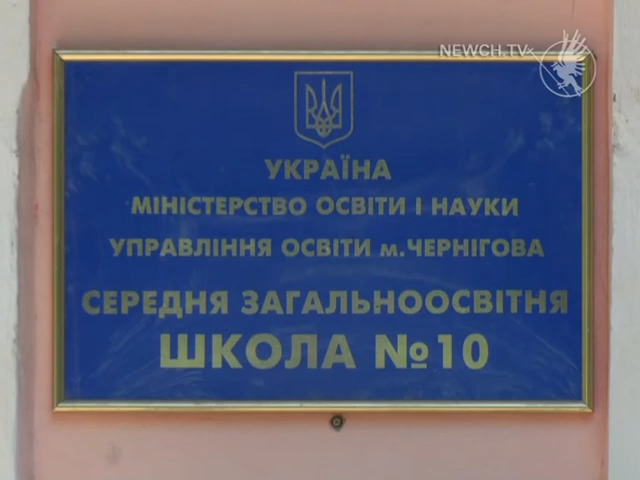 NEWCH.TV
УКРАЇНА
МІНІСТЕРСТВО ОСВІТИ І НАУКИ
УПРАВЛІННЯ ОСВІТИ м.ЧЕРНІГОВА
СЕРЕДНЯ ЗАГАЛЬНООСВІТНЯ
ШКОЛА №10